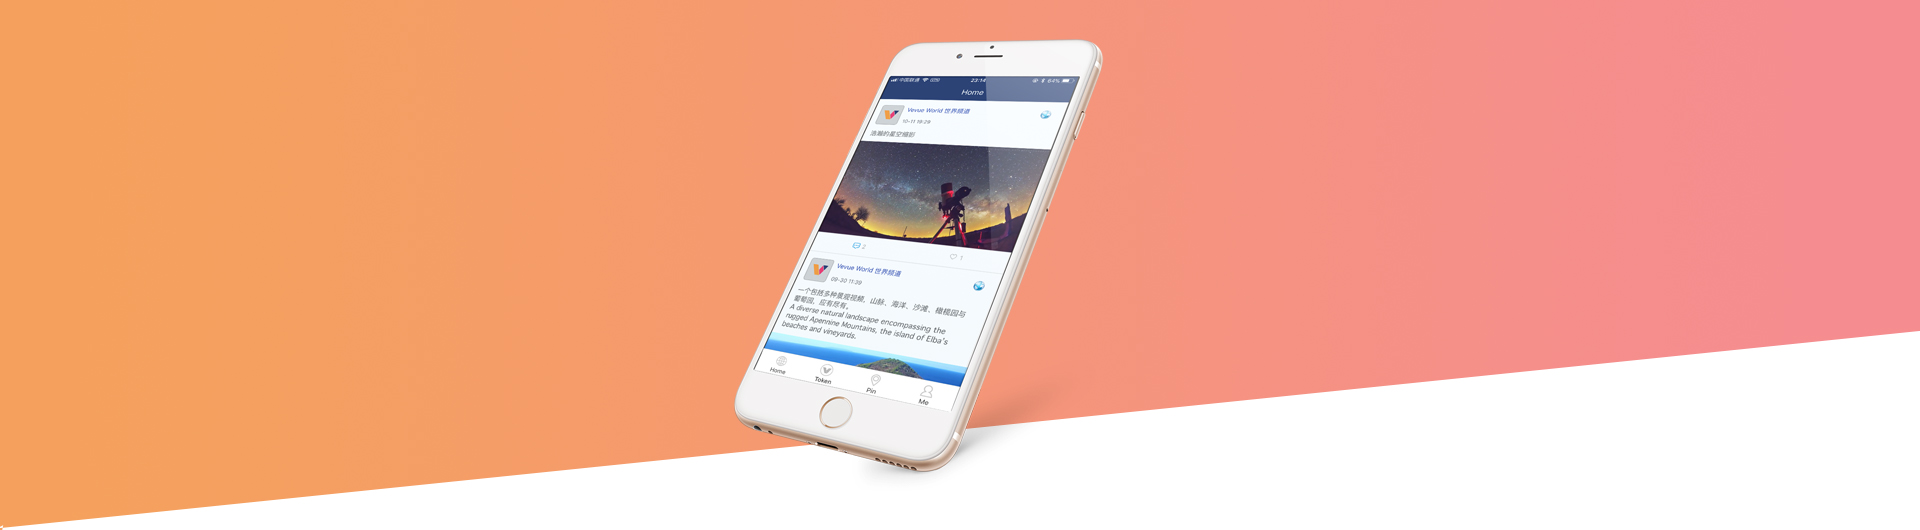 中国联通
23:14
64%
Home
Vevue World 世界频道
10-11 19:29
浩瀚的星空缩影
2
1
Vevue World 世界频道
09-30 11:39
一个包括多种景观视频，山脉、海洋、沙滩、橄榄园与
葡萄园，应有尽有。
A diverse natural landscape encompassing the
rugged Apennine Mountains, the island of Elba's
beaches and vineyards.
Home
Token
Pin
Me